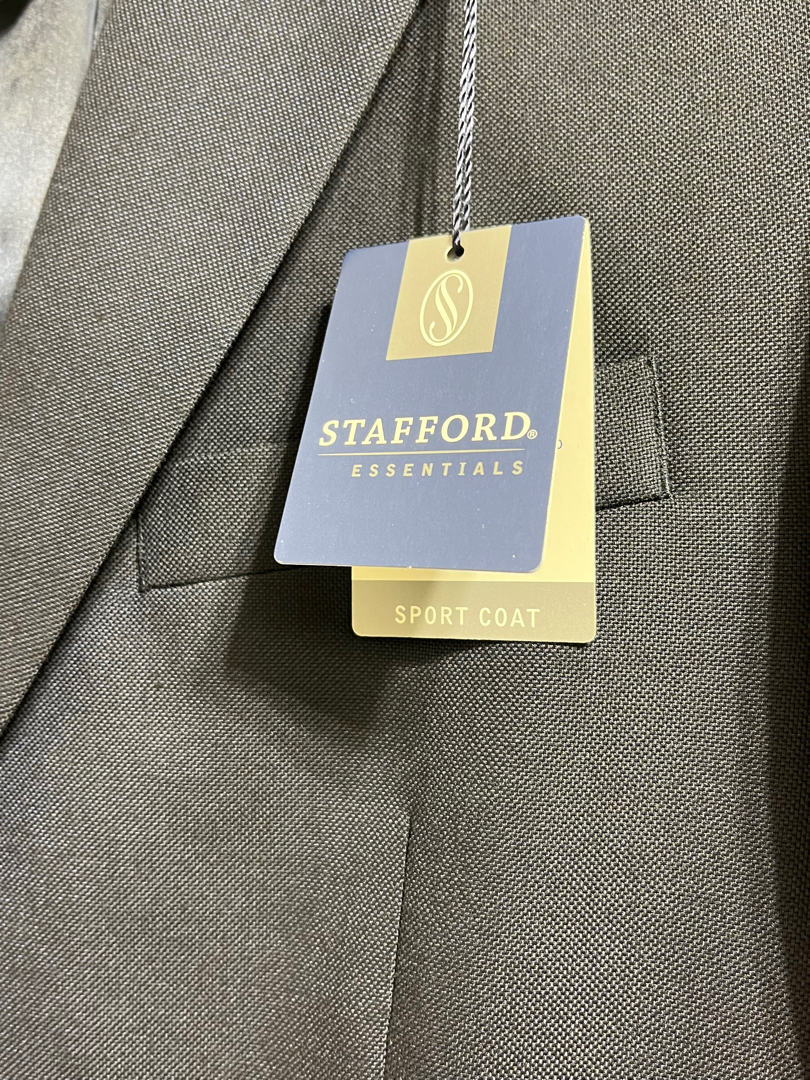 S
STAFFORD®
ESSENTIALS
SPORT COAT